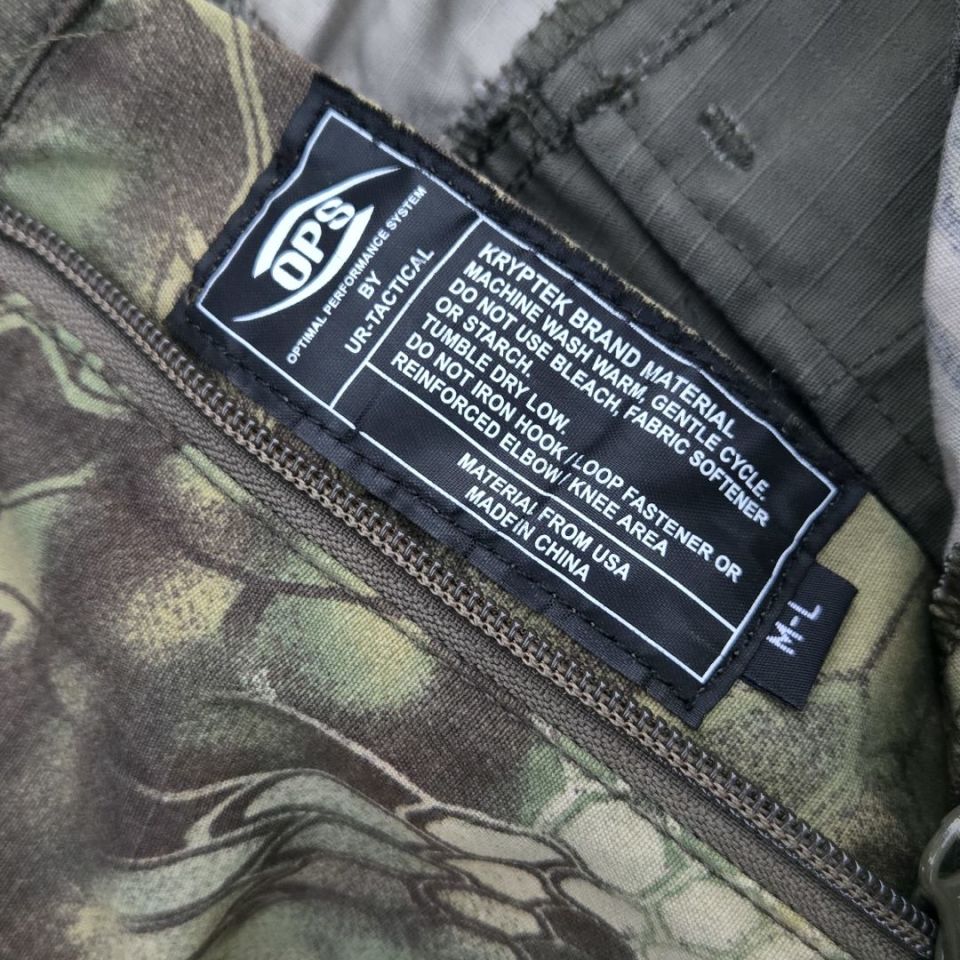 OPS
OPTIMAL PERFORMANCE SYSTEM
BY
UR-TACTICAL
KRYPTEK BRAND MATERIAL
MACHINE WASH WARM, GENTLE CYCLE.
DO NOT USE BLEACH, FABRIC SOFTENER
OR STARCH.
TUMBLE DRY LOW.
DO NOT IRON HOOK/LOOP FASTENER OR
REINFORCED ELBOW/KNEE AREA
MATERIAL FROM USA
MADE IN CHINA
M-L